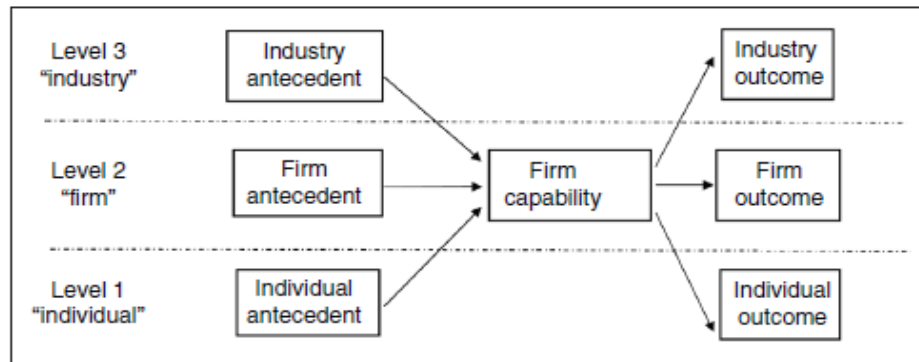 Level 3
“industry”
Industry
antecedent
Industry
outcome
Level 2
“firm”
Firm
antecedent
Firm
capability
Firm
outcome
Level 1
“individual”
Individual
antecedent
Individual
outcome